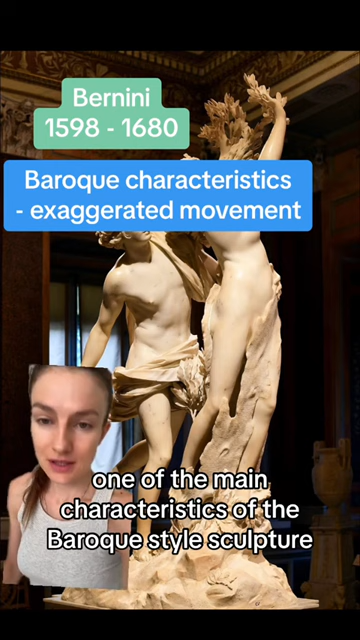 Bernini
1598 - 1680
Baroque characteristics
- exaggerated movement
one of the main
characteristics of the
Baroque style sculpture